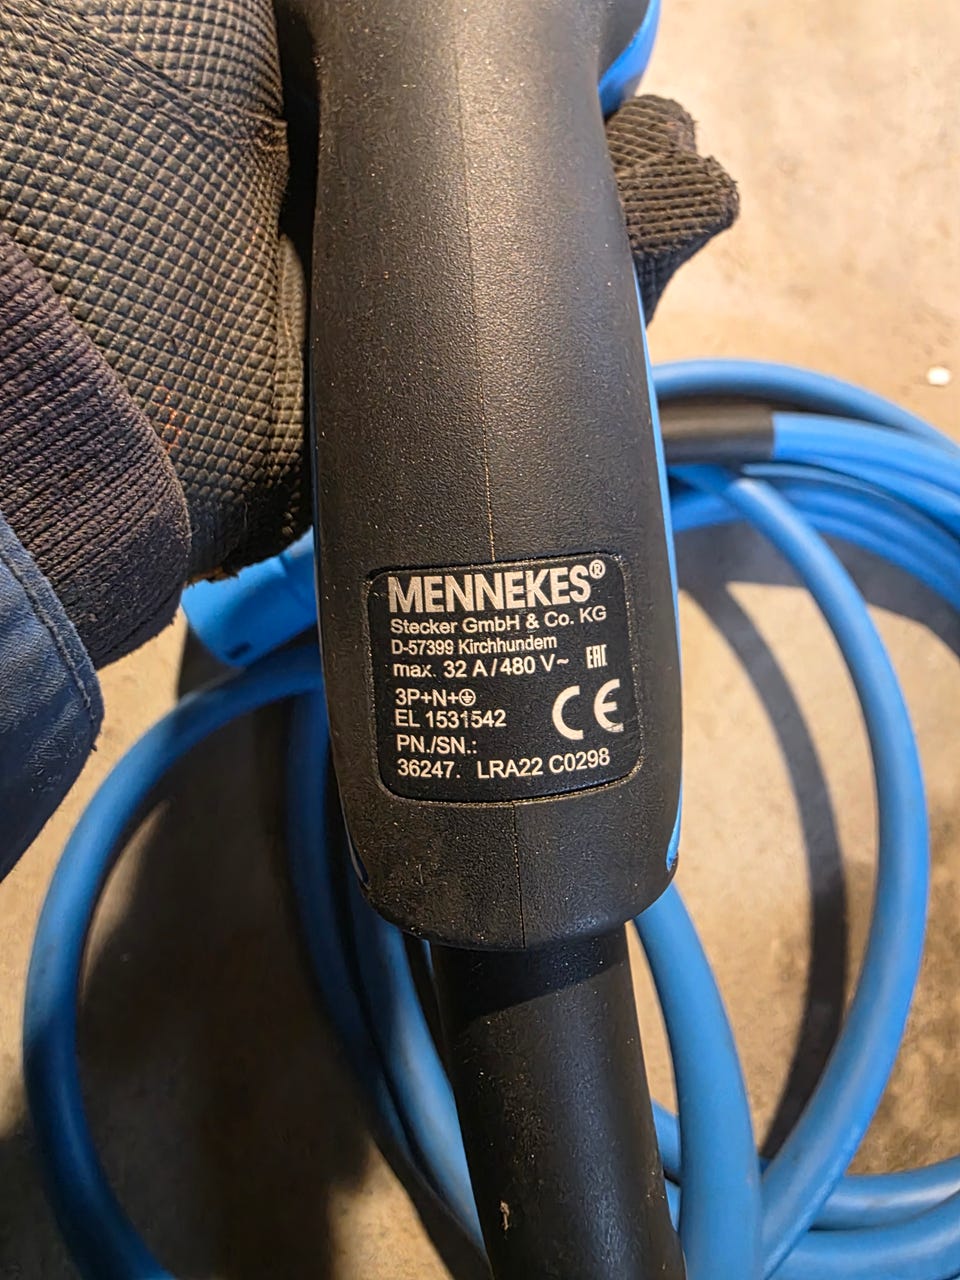 MENNEKES®
Stecker GmbH & Co. KG
D-57399 Kirchhundem
max. 32 A / 480 V~ EAC
3P+N+⏚
EL 1531542
CE
PN./SN.:
36247. LRA22 C0298